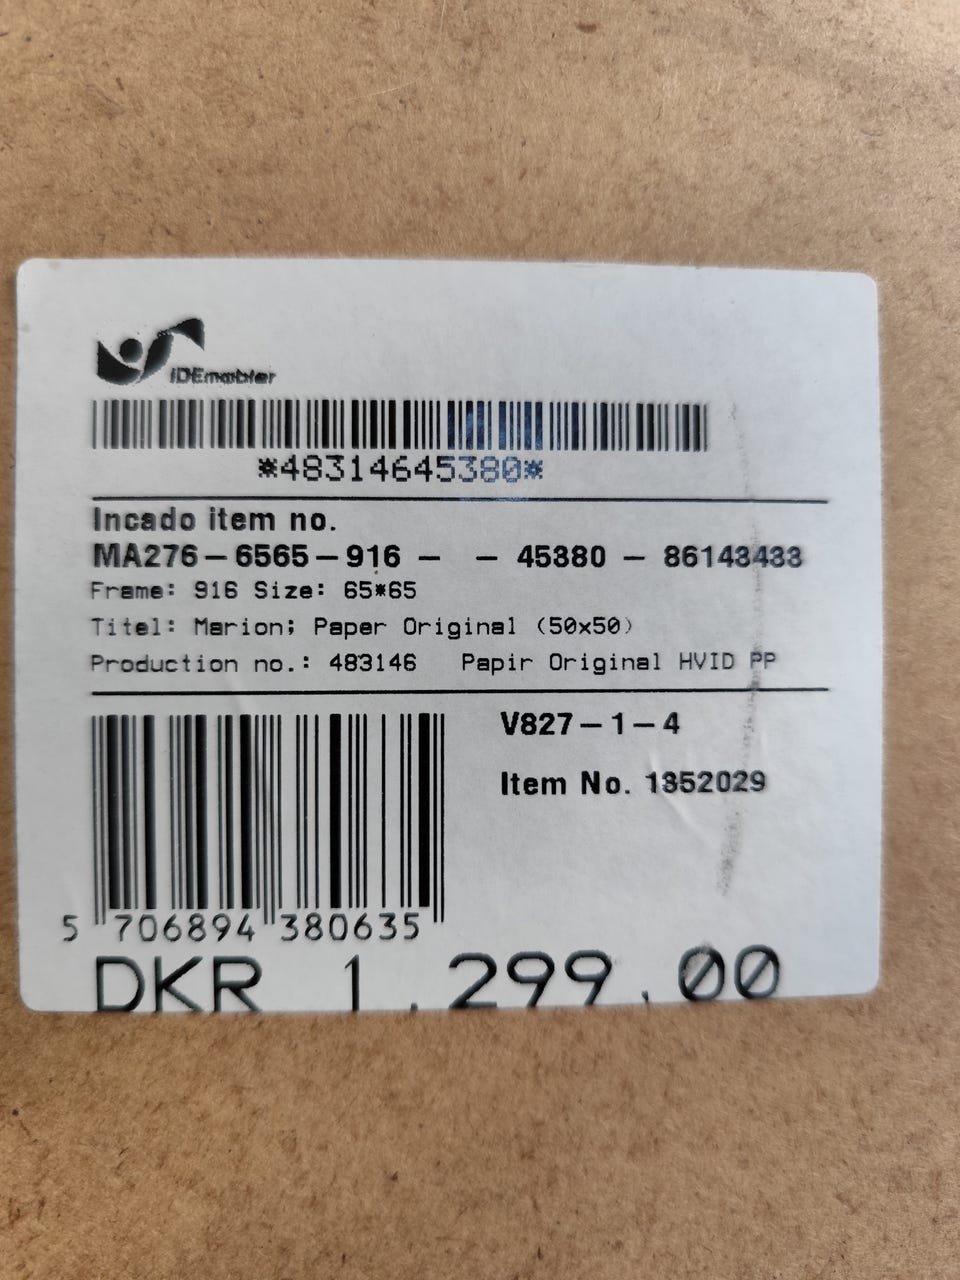 IDEmøbler
*48314645380*
Incado item no.
MA276-6565-916 - - 45380 - 86143433
Frame: 916 Size: 65*65
Titel: Marion; Paper Original (50x50)
Production no.: 483146 Papir Original HVID PP
V827-1-4
Item No. 1352029
5 706894 380635
DKR 1.299.00